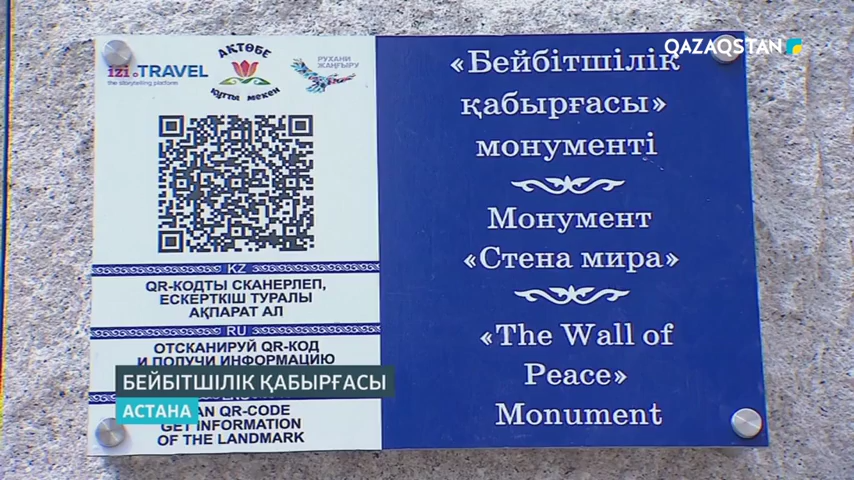 QAZAQSTAN
izi.TRAVEL
the storytelling platform
АҚТӨБЕ
ҚҰТТЫ МЕКЕН
РУХАНИ
ЖАҢҒЫРУ
KZ
QR-КОДТЫ СКАНЕРЛЕП,
ЕСКЕРТКІШ ТУРАЛЫ
АҚПАРАТ АЛ
RU
ОТСКАНИРУЙ QR-КОД
И ПОЛУЧИ ИНФОРМАЦИЮ
QR-CODE
GET INFORMATION
OF THE LANDMARK
«Бейбітшілік
қабырғасы»
монументі
Монумент
«Стена мира»
«The Wall of
Peace»
Monument
БЕЙБІТШІЛІК ҚАБЫРҒАСЫ
АСТАНА